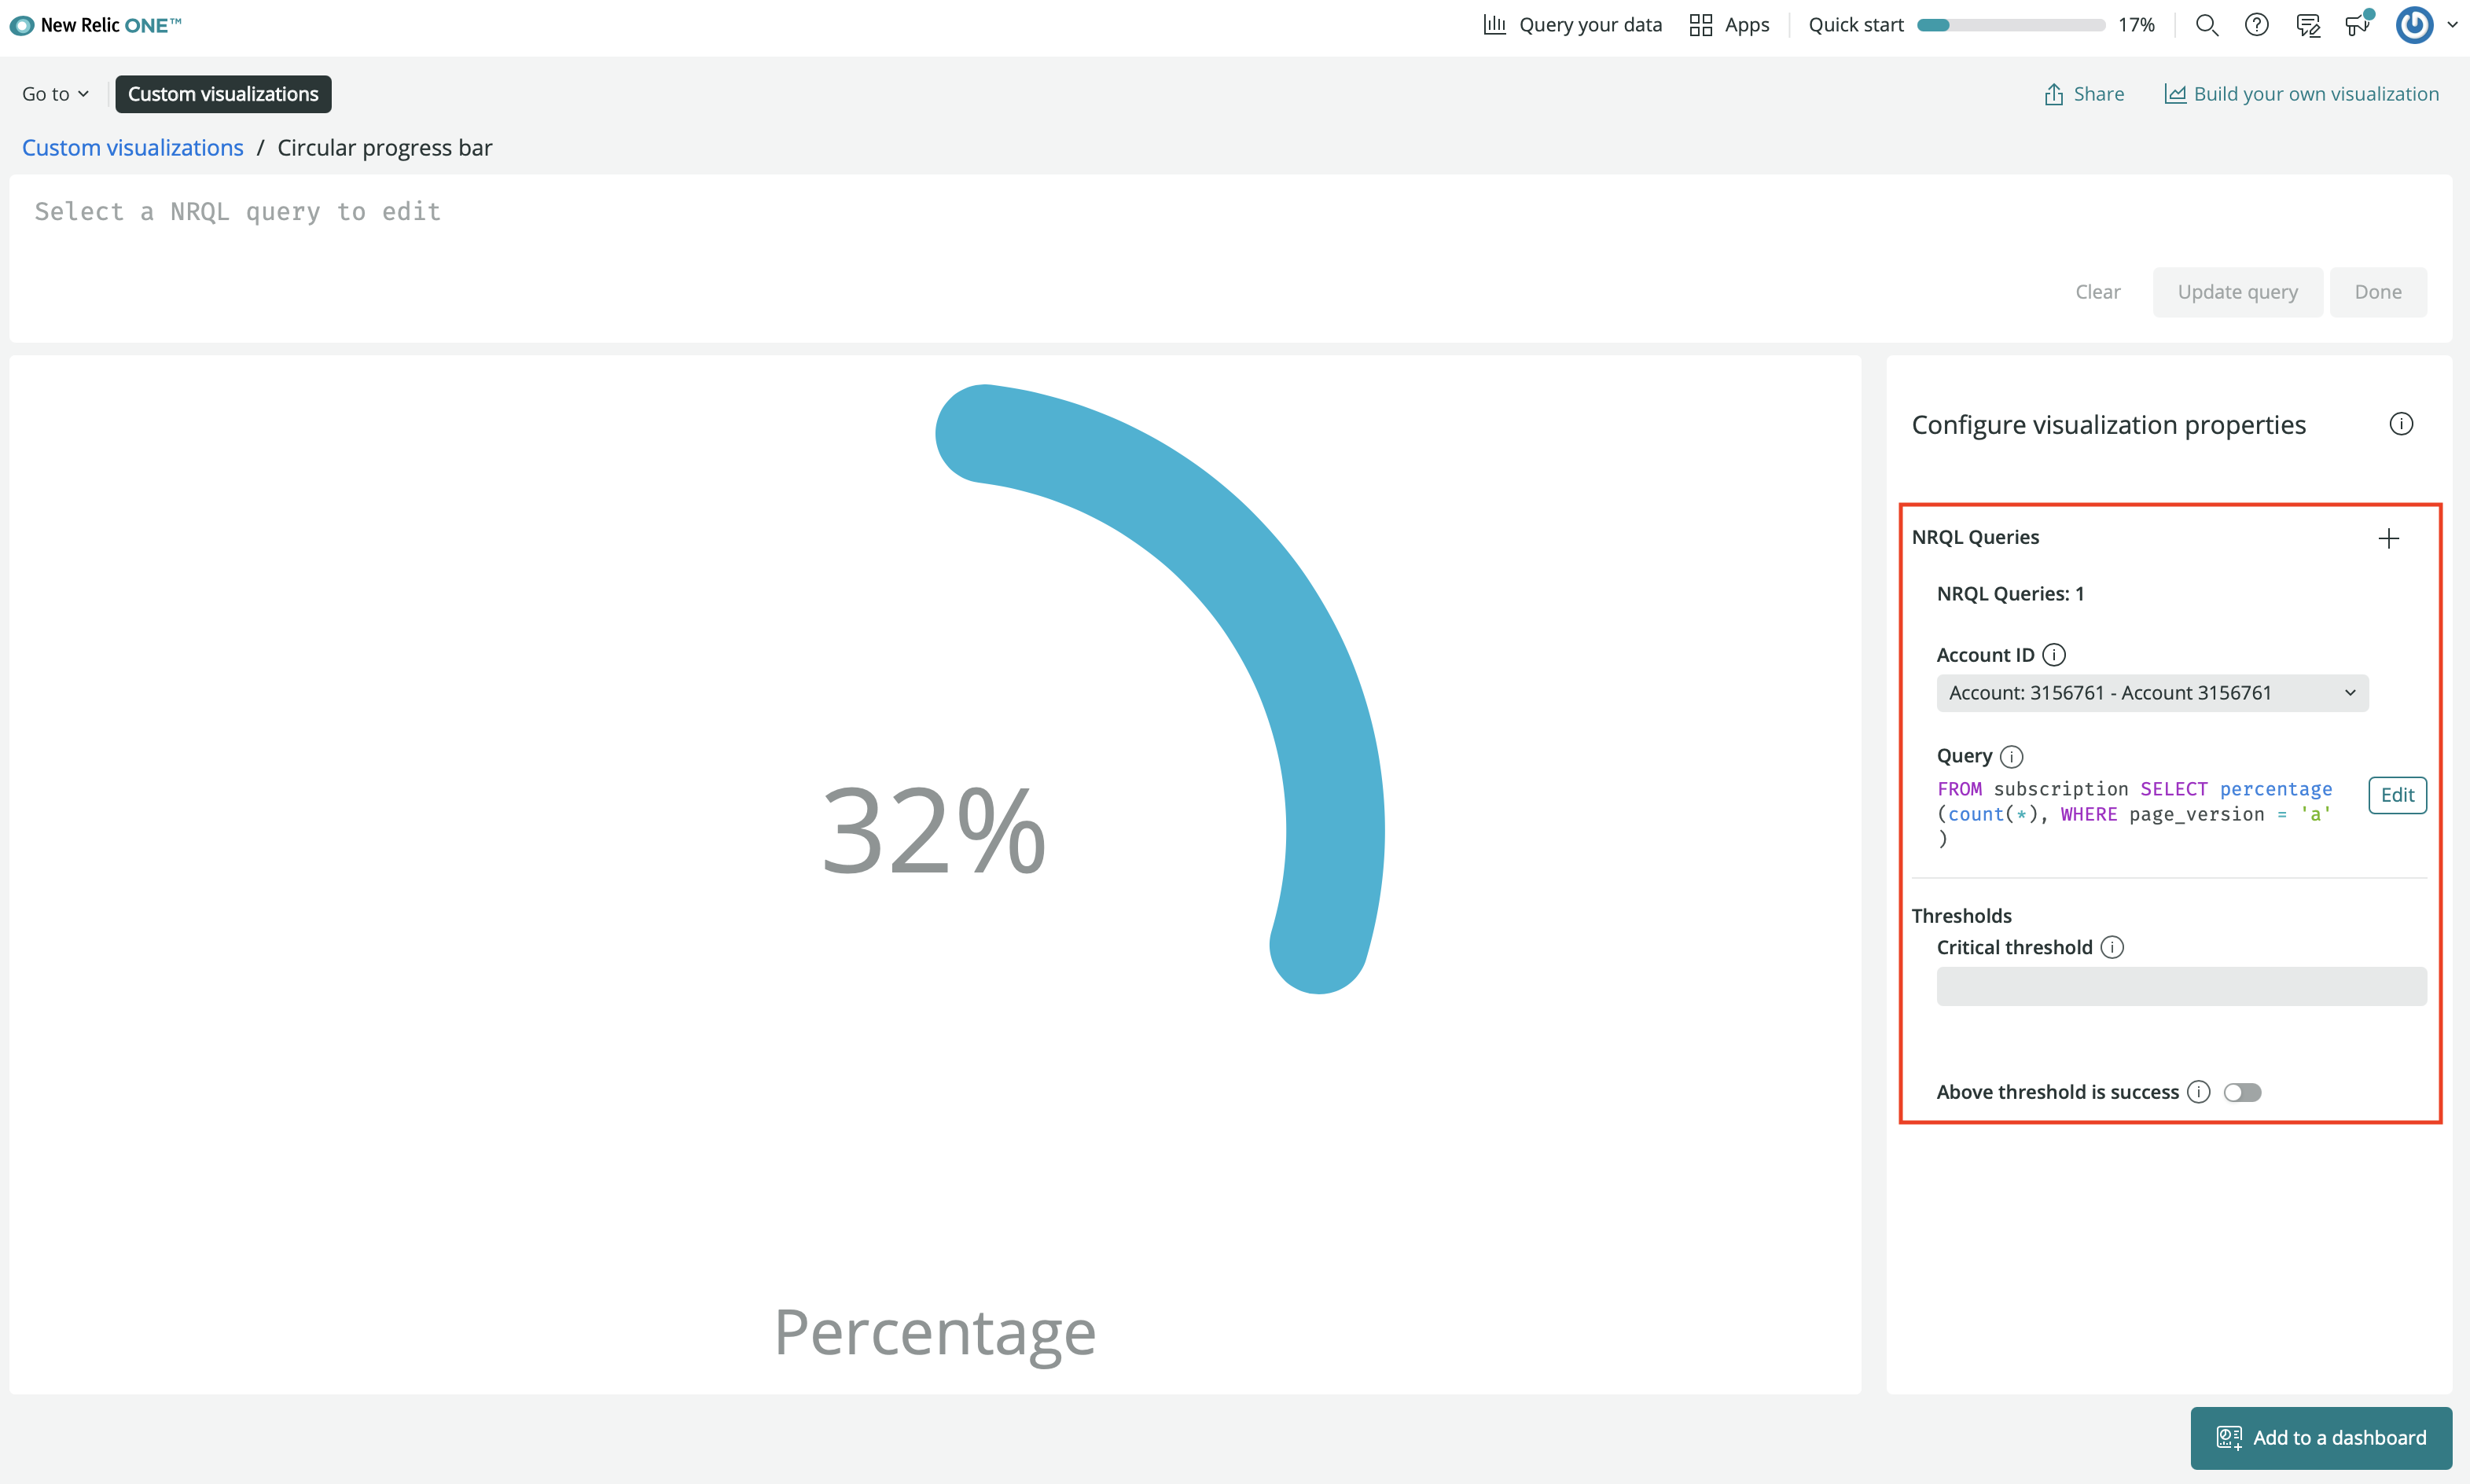 New Relic ONE™
Query your data
Apps
Quick start
17%
Go to
Custom visualizations
Share
Build your own visualization
Custom visualizations / Circular progress bar
Select a NRQL query to edit
Clear
Update query
Done
32%
Percentage
Configure visualization properties
NRQL Queries
NRQL Queries: 1
Account ID
Account: 3156761 - Account 3156761
Query
FROM subscription SELECT percentage
(count(*), WHERE page_version = 'a'
)
Edit
Thresholds
Critical threshold
Above threshold is success
Add to a dashboard